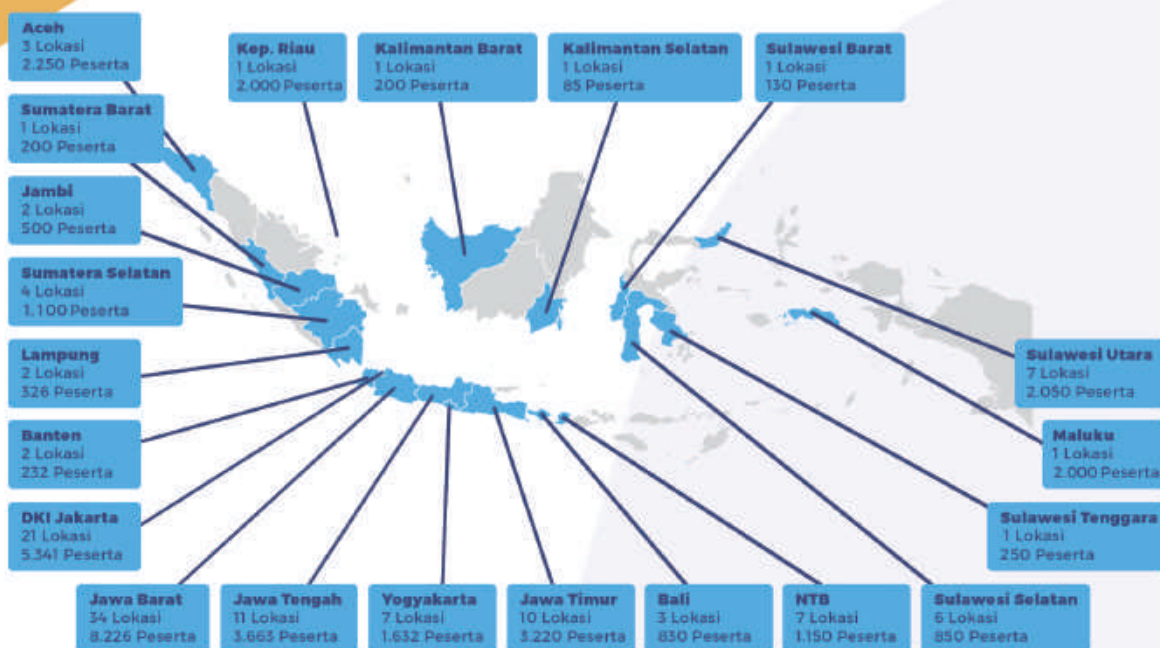 Aceh
3 Lokasi
2.250 Peserta
Kep. Riau
1 Lokasi
2.000 Peserta
Kalimantan Barat
1 Lokasi
200 Peserta
Kalimantan Selatan
1 Lokasi
85 Peserta
Sulawesi Barat
1 Lokasi
130 Peserta
Sumatera Barat
1 Lokasi
200 Peserta
Jambi
2 Lokasi
500 Peserta
Sumatera Selatan
4 Lokasi
1.100 Peserta
Lampung
2 Lokasi
326 Peserta
Banten
2 Lokasi
232 Peserta
DKI Jakarta
21 Lokasi
5.341 Peserta
Sulawesi Utara
7 Lokasi
2.050 Peserta
Maluku
1 Lokasi
2.000 Peserta
Sulawesi Tenggara
1 Lokasi
250 Peserta
Jawa Barat
34 Lokasi
8.226 Peserta
Jawa Tengah
11 Lokasi
3.663 Peserta
Yogyakarta
7 Lokasi
1.632 Peserta
Jawa Timur
10 Lokasi
3.220 Peserta
Bali
3 Lokasi
830 Peserta
NTB
7 Lokasi
1.150 Peserta
Sulawesi Selatan
6 Lokasi
850 Peserta